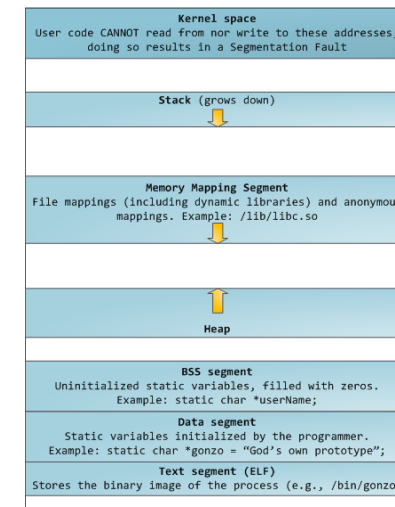 Kernel space
User code CANNOT read from nor write to these addresses,
doing so results in a Segmentation Fault
Stack (grows down)
Memory Mapping Segment
File mappings (including dynamic libraries) and anonymou
mappings. Example: /lib/libc.so
Heap
BSS segment
Uninitialized static variables, filled with zeros.
Example: static char *userName;
Data segment
Static variables initialized by the programmer.
Example: static char *gonzo = “God’s own prototype”;
Text segment (ELF)
Stores the binary image of the process (e.g., /bin/gonzo